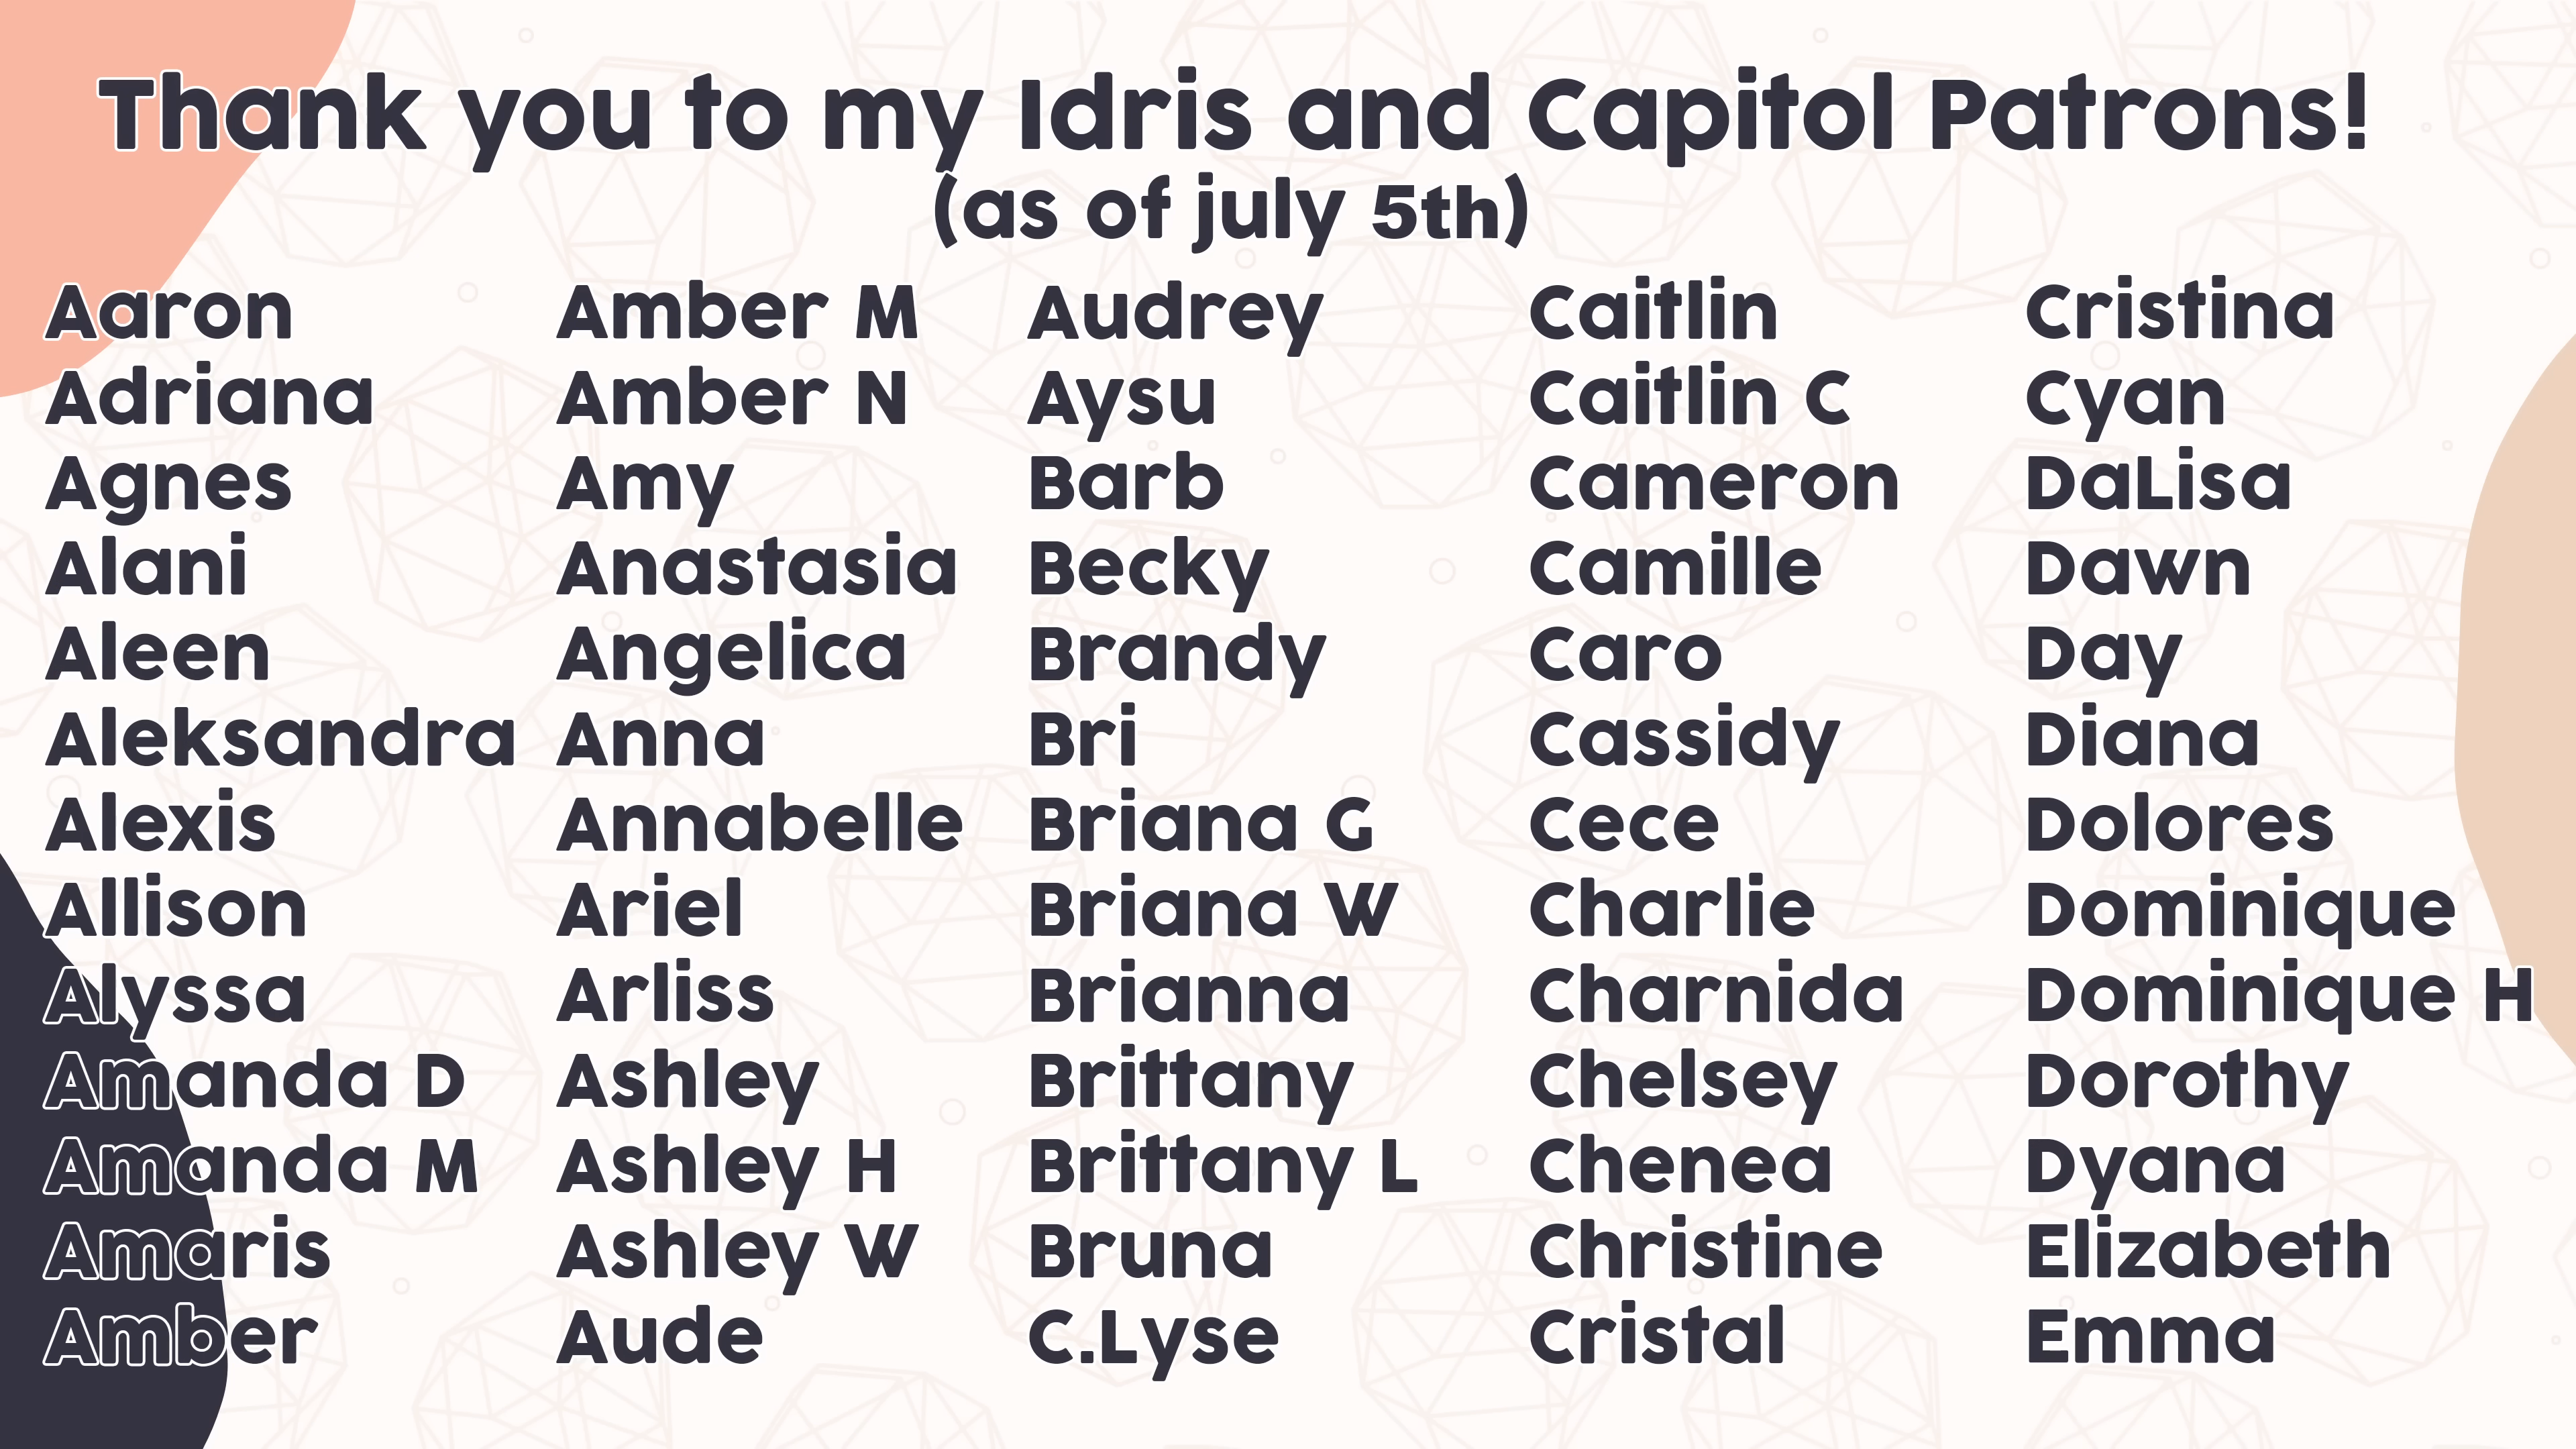 Thank you to my Idris and Capitol Patrons!
(as of july 5th)
Aaron
Adriana
Agnes
Alani
Aleen
Aleksandra
Alexis
Allison
Alyssa
Amanda D
Amanda M
Amaris
Amber
Amber M
Amber N
Amy
Anastasia
Angelica
Anna
Annabelle
Ariel
Arliss
Ashley
Ashley H
Ashley W
Aude
Audrey
Aysu
Barb
Becky
Brandy
Bri
Briana G
Briana W
Brianna
Brittany
Brittany L
Bruna
C.Lyse
Caitlin
Caitlin C
Cameron
Camille
Caro
Cassidy
Cece
Charlie
Charnida
Chelsey
Chenea
Christine
Cristal
Cristina
Cyan
DaLisa
Dawn
Day
Diana
Dolores
Dominique
Dominique H
Dorothy
Dyana
Elizabeth
Emma